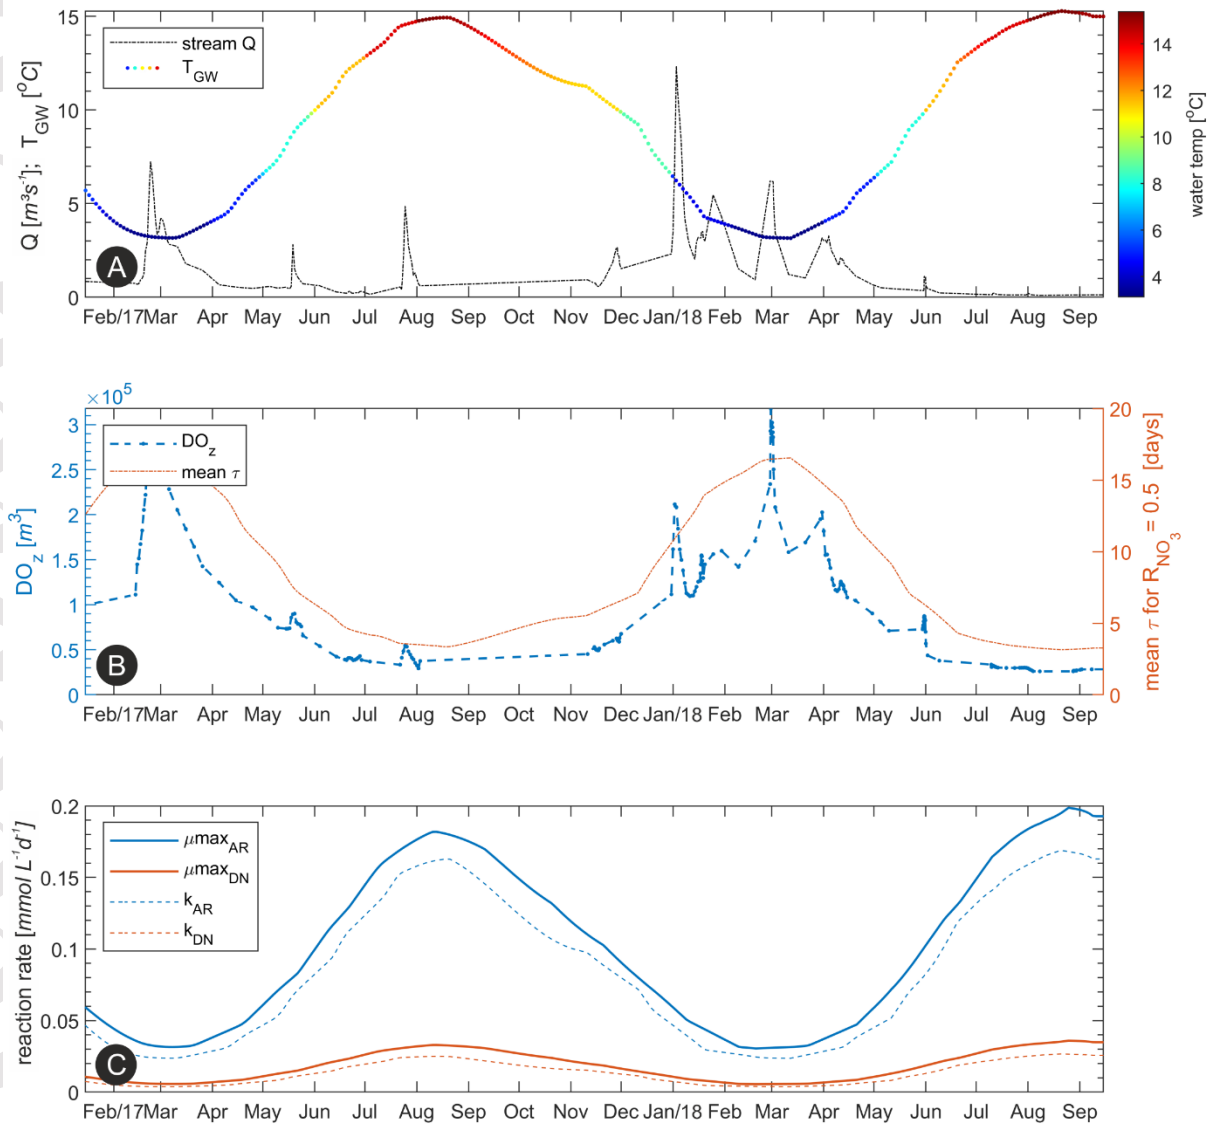 15
10
5
0
Q [m³s⁻¹]; T_GW [°C]
stream Q
T_GW
A
Feb/17 Mar Apr May Jun Jul Aug Sep Oct Nov Dec Jan/18 Feb Mar Apr May Jun Jul Aug Sep
14
12
10
8
6
4
water temp [°C]
×10⁵
3
2.5
2
1.5
1
0.5
0
DO_z [m³]
DO_z
mean τ
B
20
15
10
5
0
mean τ for R_NO₃ = 0.5 [days]
Feb/17 Mar Apr May Jun Jul Aug Sep Oct Nov Dec Jan/18 Feb Mar Apr May Jun Jul Aug Sep
0.2
0.15
0.1
0.05
0
reaction rate [mmol L⁻¹d⁻¹]
μmax_AR
μmax_DN
k_AR
k_DN
C
Feb/17 Mar Apr May Jun Jul Aug Sep Oct Nov Dec Jan/18 Feb Mar Apr May Jun Jul Aug Sep